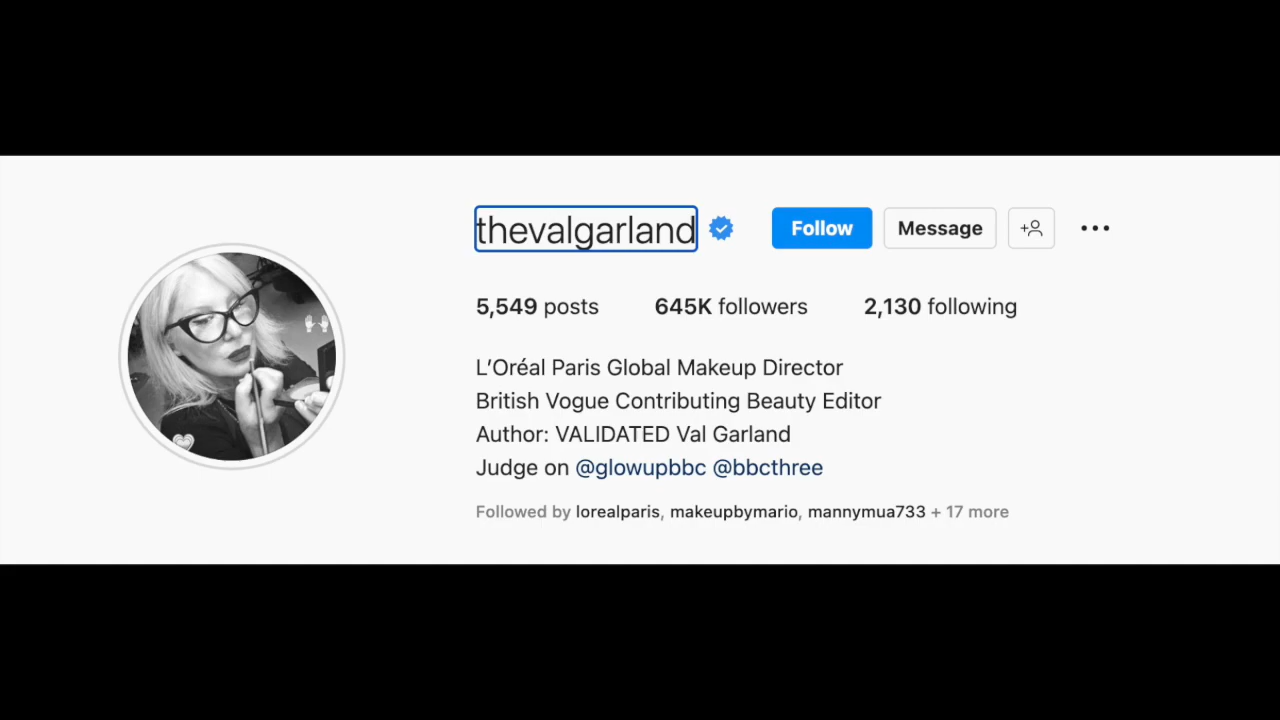 thevalgarland Follow Message
5,549 posts 645K followers 2,130 following
L’Oréal Paris Global Makeup Director
British Vogue Contributing Beauty Editor
Author: VALIDATED Val Garland
Judge on @glowupbbc @bbcthree
Followed by lorealparis, makeupbymario, mannymua733 + 17 more